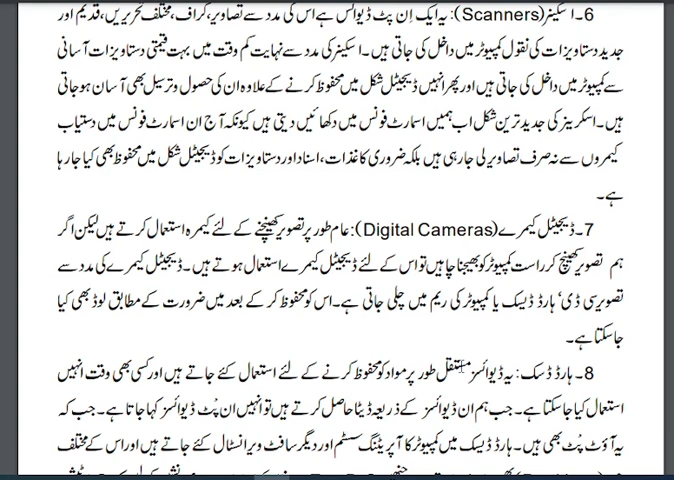 6۔ اسکینر(Scanners): یہ ایک اِن پٹ ڈیوائس ہے اس کی مدد سے تصاویر، گراف، مختلف تحریریں، قدیم اور
جدید دستاویزات کی نقول کمپیوٹر میں داخل کی جاتی ہیں۔ اسکینر کی مدد سے نہایت کم وقت میں بہت قیمتی دستاویزات آسانی
سے کمپیوٹر میں داخل کی جاتی ہیں اور پھر انہیں ڈیجیٹل شکل میں محفوظ کرنے کے علاوہ ان کی حصول و ترسیل بھی آسان ہوجاتی
ہیں۔ اسکرینز کی جدید ترین شکل اب ہمیں اسمارٹ فونس میں دکھائیں دیتی ہیں کیونکہ آج ان اسمارٹ فونس میں دستیاب
کیمروں سے نہ صرف تصاویر لی جارہی ہیں بلکہ ضروری کاغذات، اسناد اور دستاویزات کو ڈیجیٹل شکل میں محفوظ بھی کیا جارہا
ہے۔
7۔ ڈیجیٹل کیمرے(Digital Cameras): عام طور پر تصویر کھینچنے کے لئے کیمرہ استعمال کرتے ہیں لیکن اگر
ہم تصویر کھینچ کر راست کمپیوٹر کو بھیجنا چاہیں تو اس کے لئے ڈیجیٹل کیمرے استعمال ہوتے ہیں۔ ڈیجیٹل کیمرے کی مدد سے
تصویر سی ڈی‘ ہارڈ ڈیسک یا کمپیوٹر کی ریم میں چلی جاتی ہے۔ اس کو محفوظ کر کے بعد میں ضرورت کے مطابق لوڈ بھی کیا
جاسکتا ہے۔
8۔ ہارڈ ڈسک: یہ ڈیوائسز مستقل طور پر مواد کو محفوظ کرنے کے لئے استعمال کئے جاتے ہیں اور کسی بھی وقت انہیں
استعمال کیا جاسکتا ہے۔ جب ہم ان ڈیوائسز کے ذریعہ ڈیٹا حاصل کرتے ہیں تو انہیں ان پُٹ ڈیوائسز کہا جاتا ہے۔ جب کہ
یہ آؤٹ پُٹ بھی ہیں۔ ہارڈ ڈیسک میں کمپیوٹر کا آپریٹنگ سسٹم اور دیگر سافٹ ویر انسٹال کئے جاتے ہیں اور اس کے مختلف